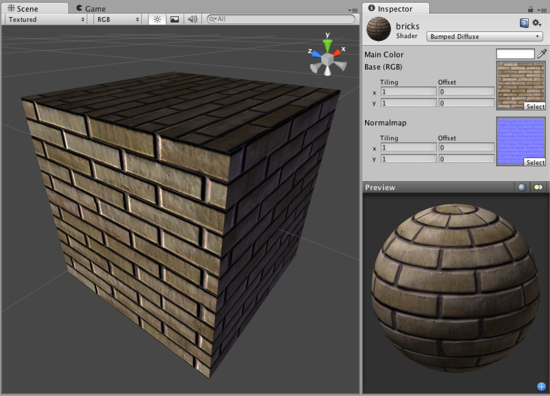 Scene
Game
Textured
RGB
All
y
x
z
Inspector
bricks
Shader
Bumped Diffuse
Main Color
Base (RGB)
Tiling
Offset
x 1 0
y 1 0
Select
Normalmap
Tiling
Offset
x 1 0
y 1 0
Select
Preview